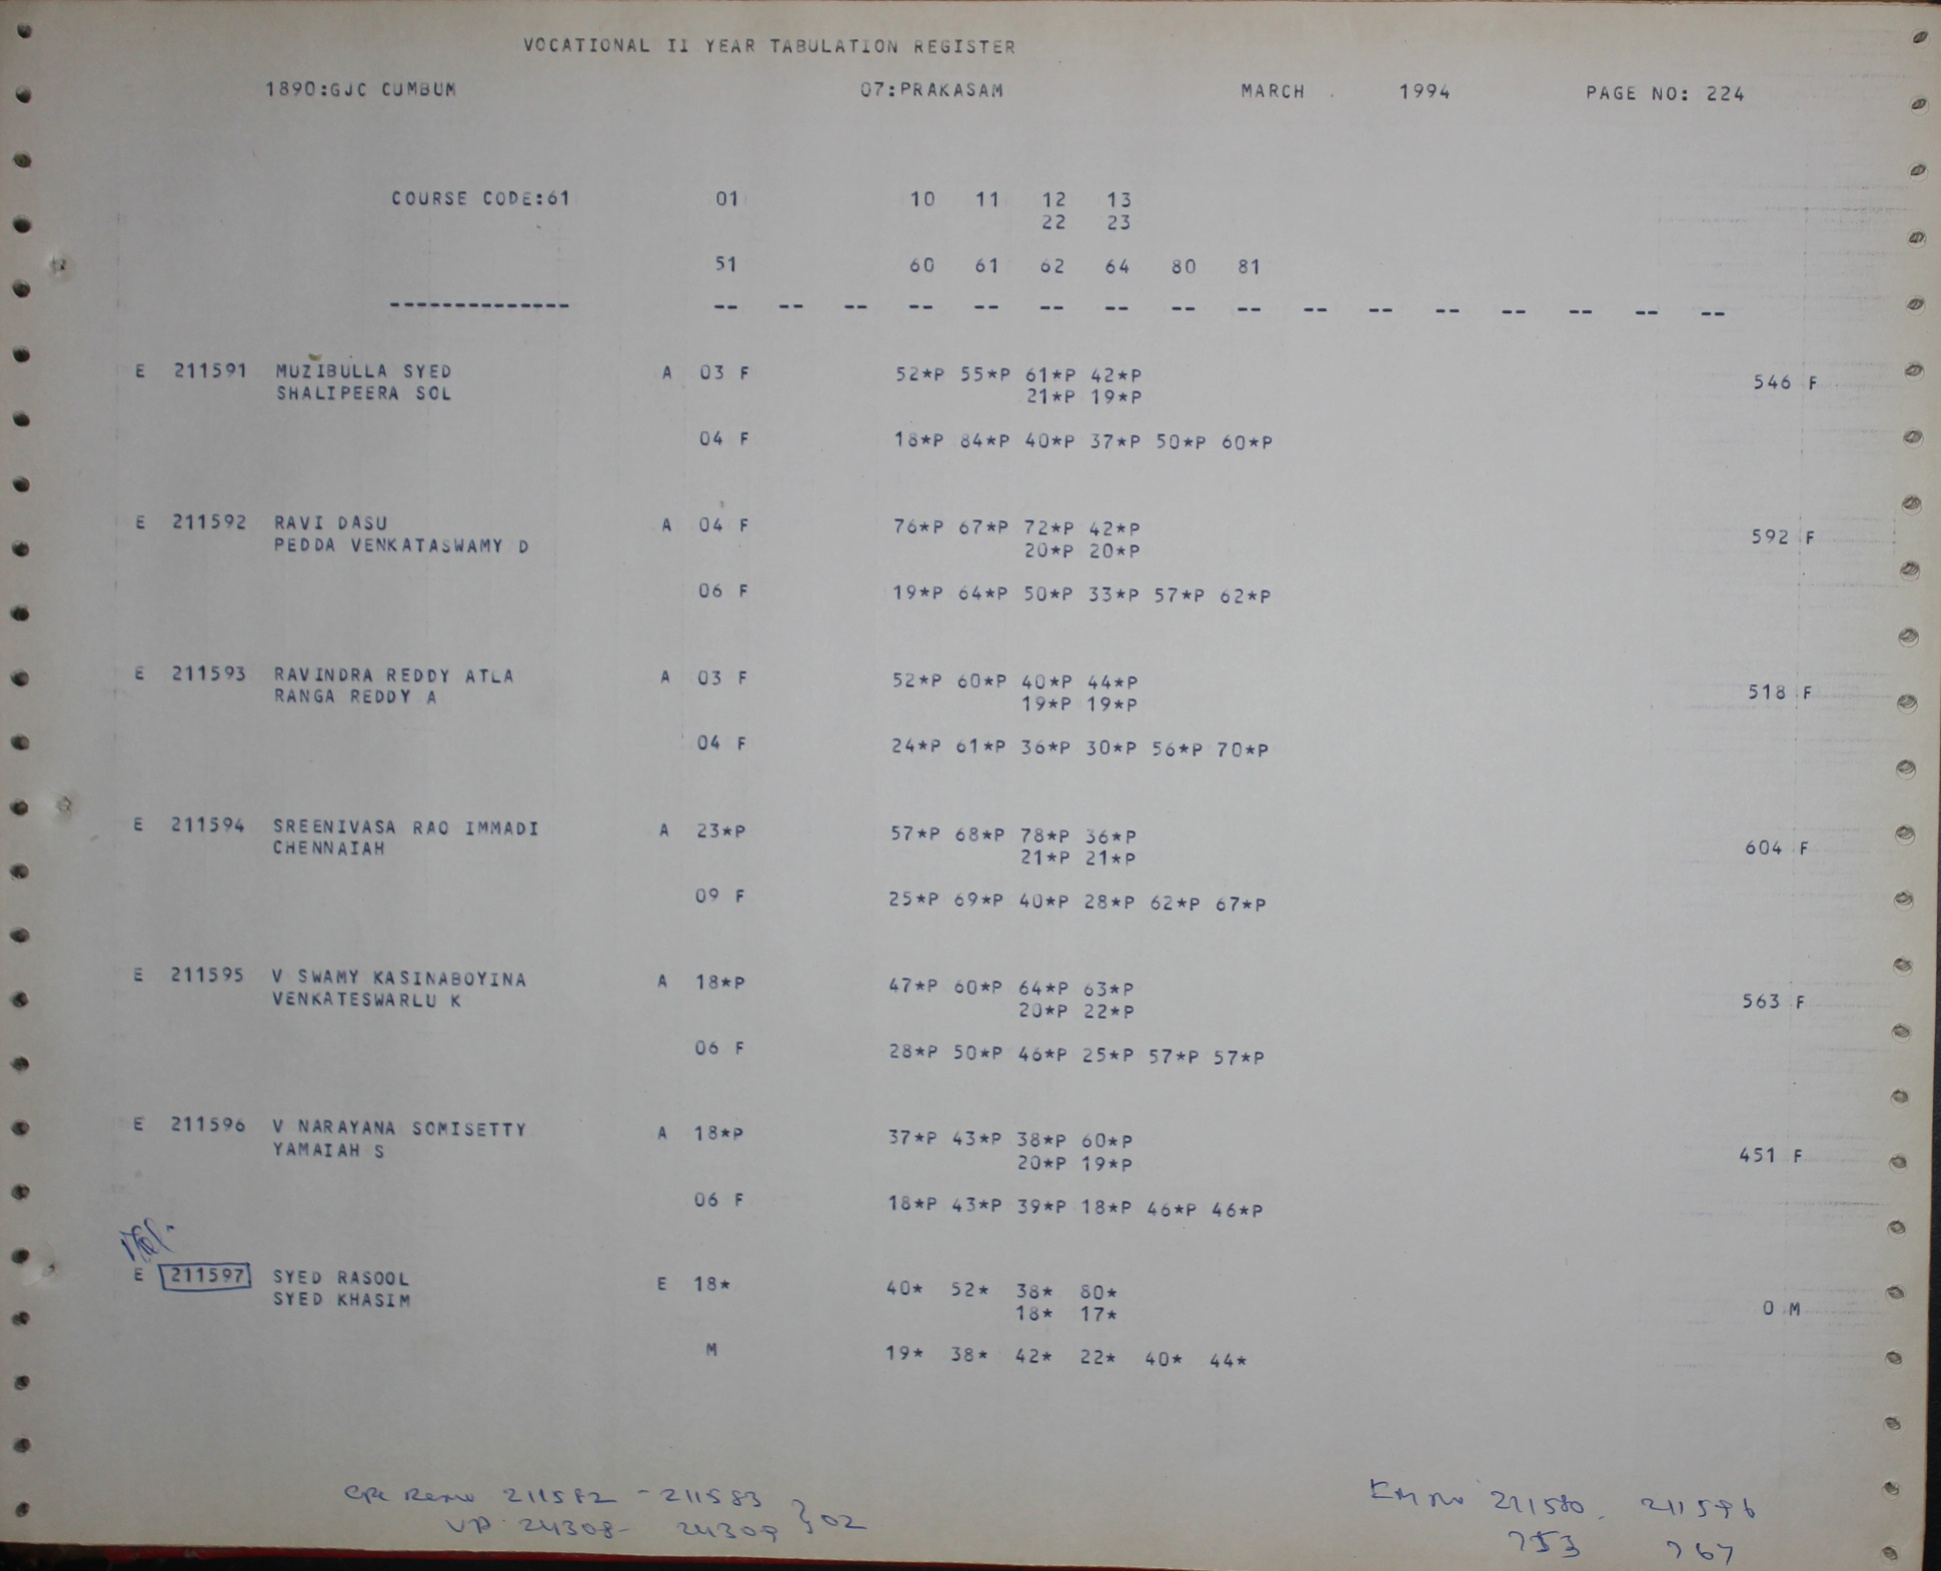 VOCATIONAL II YEAR TABULATION REGISTER
1890:GJC CUMBUM 07:PRAKASAM MARCH 1994 PAGE NO: 224
COURSE CODE:61 01 10 11 12 13
22 23
51 60 61 62 64 80 81
-------------- -- -- -- -- -- -- -- -- -- -- -- -- -- -- -- --
E 211591 MUZIBULLA SYED A 03 F 52*P 55*P 61*P 42*P
SHALIPEERA SOL 21*P 19*P 546 F
04 F 18*P 84*P 40*P 37*P 50*P 60*P
E 211592 RAVI DASU A 04 F 76*P 67*P 72*P 42*P
PEDDA VENKATASWAMY D 20*P 20*P 592 F
06 F 19*P 64*P 50*P 33*P 57*P 62*P
E 211593 RAVINDRA REDDY ATLA A 03 F 52*P 60*P 40*P 44*P
RANGA REDDY A 19*P 19*P 518 F
04 F 24*P 61*P 36*P 30*P 56*P 70*P
E 211594 SREENIVASA RAO IMMADI A 23*P 57*P 68*P 78*P 36*P
CHENNAIAH 21*P 21*P 604 F
09 F 25*P 69*P 40*P 28*P 62*P 67*P
E 211595 V SWAMY KASINABOYINA A 18*P 47*P 60*P 64*P 63*P
VENKATESWARLU K 20*P 22*P 563 F
06 F 28*P 50*P 46*P 25*P 57*P 57*P
E 211596 V NARAYANA SOMISETTY A 18*P 37*P 43*P 38*P 60*P
YAMAIAH S 20*P 19*P 451 F
06 F 18*P 43*P 39*P 18*P 46*P 46*P
E 211597 SYED RASOOL E 18* 40* 52* 38* 80*
SYED KHASIM 18* 17* 0 M
M 19* 38* 42* 22* 40* 44*
211582 - 211583 211580, 211596
VP 24308- 24309 } 02 753 767